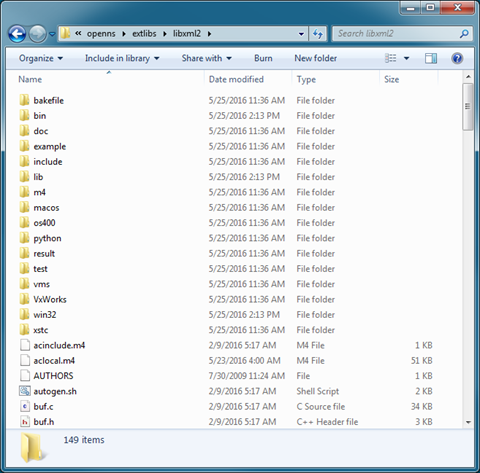 « openns ▸ extlibs ▸ libxml2 ▸ Search libxml2
Organize ▾ Include in library ▾ Share with ▾ Burn New folder
Name Date modified Type Size
bakefile 5/25/2016 11:36 AM File folder
bin 5/25/2016 2:13 PM File folder
doc 5/25/2016 11:36 AM File folder
example 5/25/2016 11:36 AM File folder
include 5/25/2016 11:36 AM File folder
lib 5/25/2016 2:13 PM File folder
m4 5/25/2016 11:36 AM File folder
macos 5/25/2016 11:36 AM File folder
os400 5/25/2016 11:36 AM File folder
python 5/25/2016 11:36 AM File folder
result 5/25/2016 11:36 AM File folder
test 5/25/2016 11:36 AM File folder
vms 5/25/2016 11:36 AM File folder
VxWorks 5/25/2016 11:36 AM File folder
win32 5/25/2016 2:13 PM File folder
xstc 5/25/2016 11:36 AM File folder
acinclude.m4 2/9/2016 5:17 AM M4 File 1 KB
aclocal.m4 5/23/2016 4:00 AM M4 File 51 KB
AUTHORS 7/30/2009 11:24 AM File 1 KB
autogen.sh 2/9/2016 5:17 AM Shell Script 2 KB
buf.c 2/9/2016 5:17 AM C Source file 34 KB
buf.h 2/9/2016 5:17 AM C++ Header file 3 KB
149 items